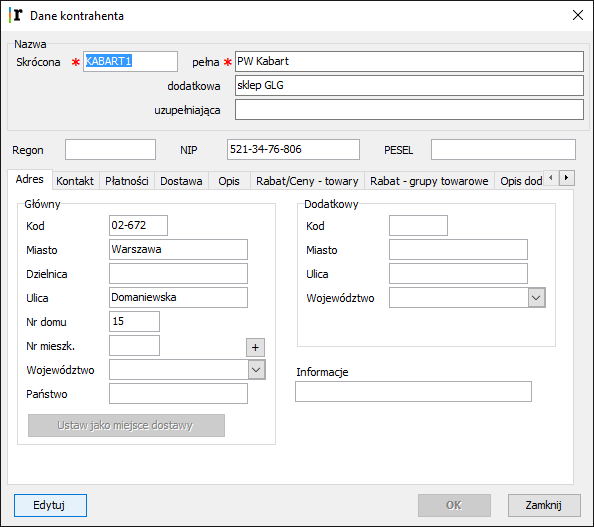 r Dane kontrahenta
Nazwa
Skrócona * KABART1 pełna * PW Kabart
dodatkowa sklep GLG
uzupełniająca
Regon NIP 521-34-76-806 PESEL
Adres Kontakt Płatności Dostawa Opis Rabat/Ceny - towary Rabat - grupy towarowe Opis dod
Główny Dodatkowy
Kod 02-672 Kod
Miasto Warszawa Miasto
Dzielnica Ulica
Ulica Domaniewska Województwo
Nr domu 15
Nr mieszk. +
Województwo Informacje
Państwo
Ustaw jako miejsce dostawy
Edytuj OK Zamknij